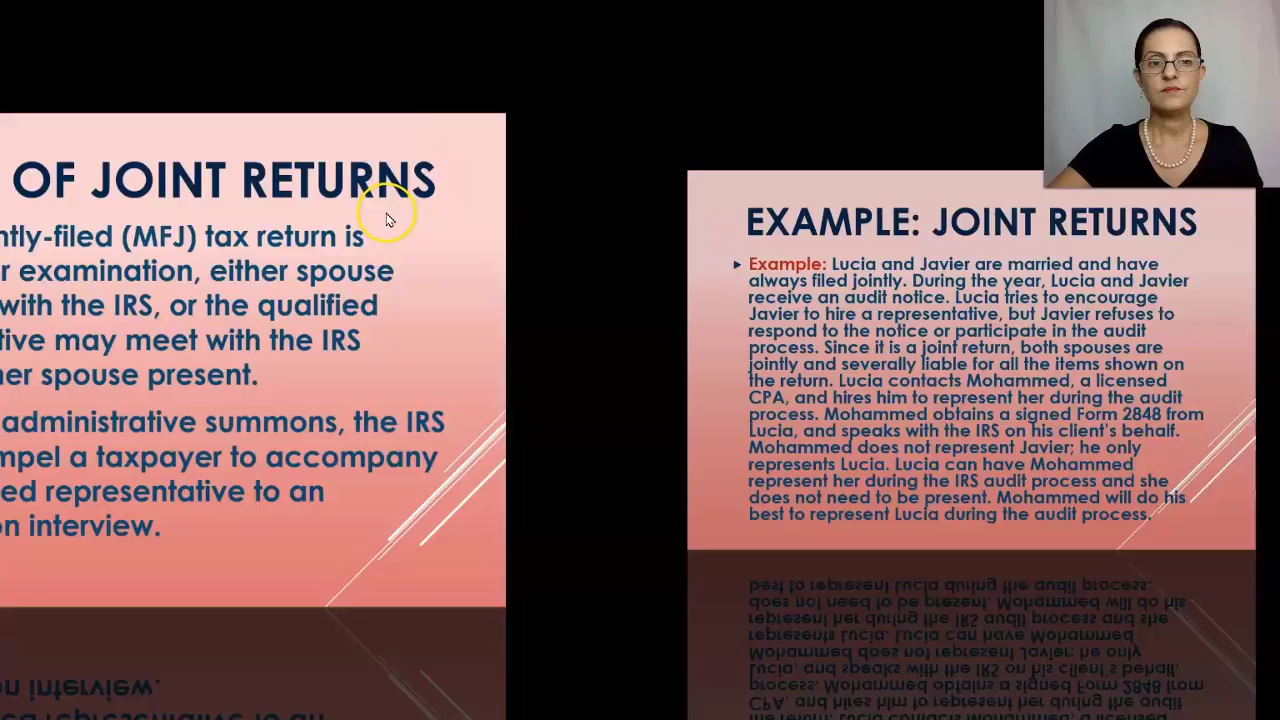 OF JOINT RETURNS
(MFJ) tax return is
examination, either spouse
with the IRS, or the qualified
may meet with the IRS
spouse present.
administrative summons, the IRS
a taxpayer to accompany
representative to an
interview.
EXAMPLE: JOINT RETURNS
Example: Lucia and Javier are married and have
always filed jointly. During the year, Lucia and Javier
receive an audit notice. Lucia tries to encourage
Javier to hire a representative, but Javier refuses to
respond to the notice or participate in the audit
process. Since it is a joint return, both spouses are
jointly and severally liable for all the items shown on
the return. Lucia contacts Mohammed, a licensed
CPA, and hires him to represent her during the audit
process. Mohammed obtains a signed Form 2848 from
Lucia, and speaks with the IRS on his client's behalf.
Mohammed does not represent Javier; he only
represents Lucia. Lucia can have Mohammed
represent her during the IRS audit process and she
does not need to be present. Mohammed will do his
best to represent Lucia during the audit process.